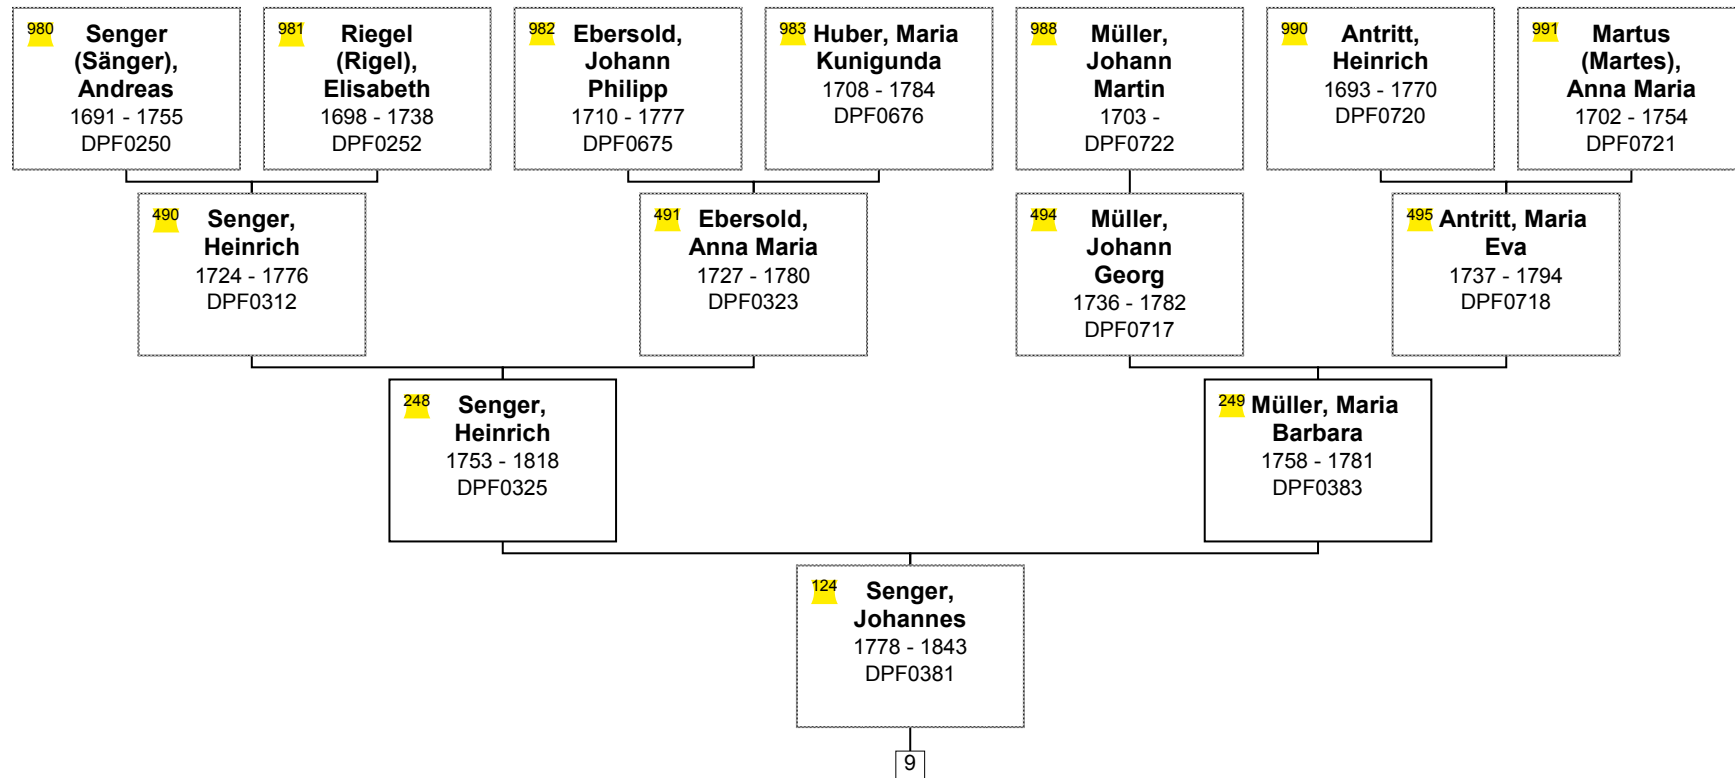 980 Senger
(Sänger),
Andreas
1691 - 1755
DPF0250
981 Riegel
(Rigel),
Elisabeth
1698 - 1738
DPF0252
982 Ebersold,
Johann
Philipp
1710 - 1777
DPF0675
983 Huber, Maria
Kunigunda
1708 - 1784
DPF0676
988 Müller,
Johann
Martin
1703 -
DPF0722
990 Antritt,
Heinrich
1693 - 1770
DPF0720
991 Martus
(Martes),
Anna Maria
1702 - 1754
DPF0721
490 Senger,
Heinrich
1724 - 1776
DPF0312
491 Ebersold,
Anna Maria
1727 - 1780
DPF0323
494 Müller,
Johann
Georg
1736 - 1782
DPF0717
495 Antritt, Maria
Eva
1737 - 1794
DPF0718
248 Senger,
Heinrich
1753 - 1818
DPF0325
249 Müller, Maria
Barbara
1758 - 1781
DPF0383
124 Senger,
Johannes
1778 - 1843
DPF0381
9